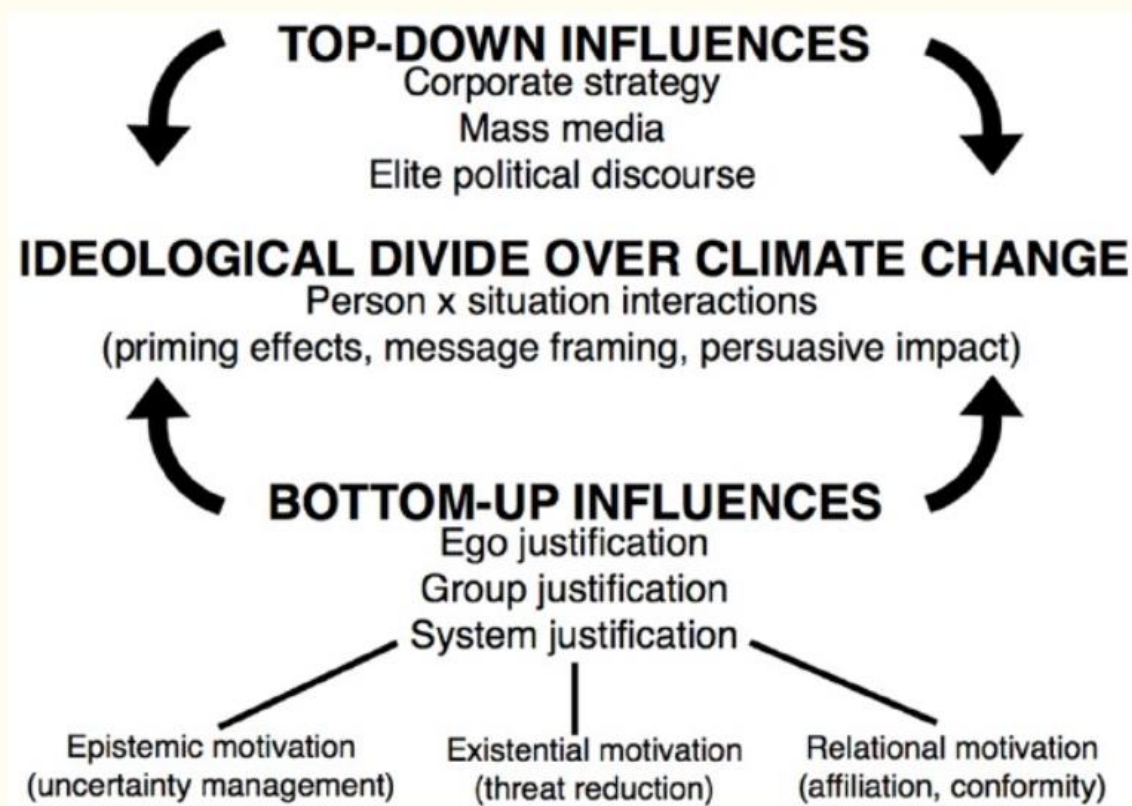 TOP-DOWN INFLUENCES
Corporate strategy
Mass media
Elite political discourse
IDEOLOGICAL DIVIDE OVER CLIMATE CHANGE
Person x situation interactions
(priming effects, message framing, persuasive impact)
BOTTOM-UP INFLUENCES
Ego justification
Group justification
System justification
Epistemic motivation
(uncertainty management)
Existential motivation
(threat reduction)
Relational motivation
(affiliation, conformity)